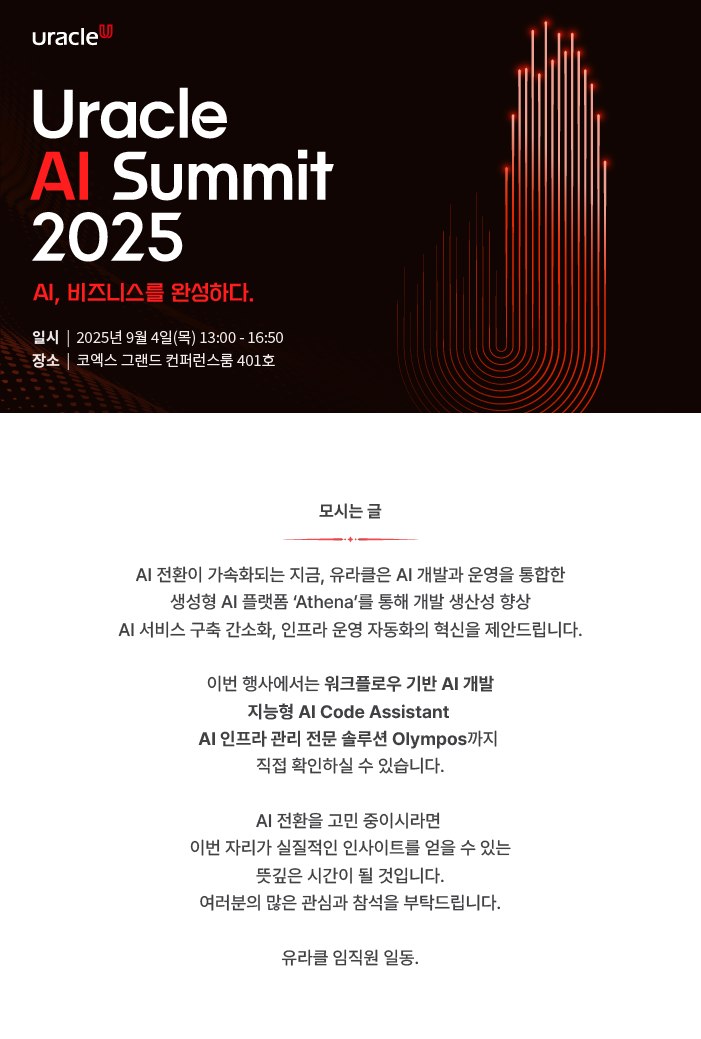 uracle U
Uracle
AI Summit
2025
AI, 비즈니스를 완성하다.
일시 | 2025년 9월 4일(목) 13:00 - 16:50
장소 | 코엑스 그랜드 컨퍼런스룸 401호
모시는 글
AI 전환이 가속화되는 지금, 유라클은 AI 개발과 운영을 통합한
생성형 AI 플랫폼 ‘Athena’를 통해 개발 생산성 향상
AI 서비스 구축 간소화, 인프라 운영 자동화의 혁신을 제안드립니다.
이번 행사에서는 워크플로우 기반 AI 개발
지능형 AI Code Assistant
AI 인프라 관리 전문 솔루션 Olympos까지
직접 확인하실 수 있습니다.
AI 전환을 고민 중이시라면
이번 자리가 실질적인 인사이트를 얻을 수 있는
뜻깊은 시간이 될 것입니다.
여러분의 많은 관심과 참석을 부탁드립니다.
유라클 임직원 일동.